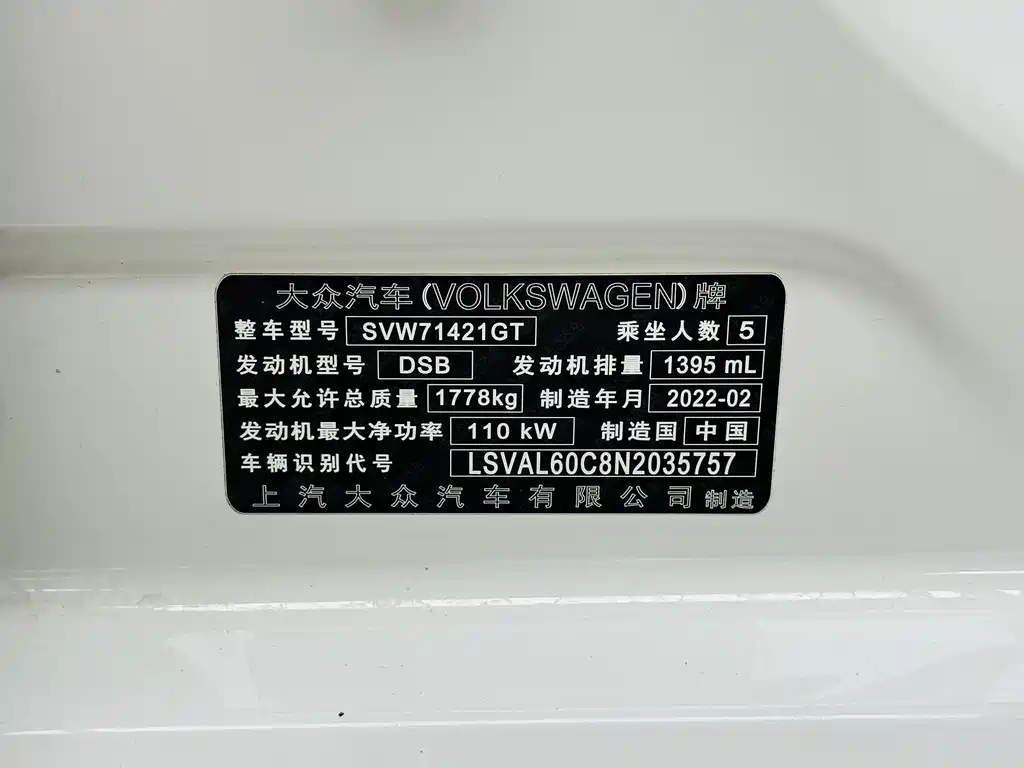 大众汽车(VOLKSWAGEN)牌
整车型号 SVW71421GT 乘坐人数 5
发动机型号 DSB 发动机排量 1395 mL
最大允许总质量 1778kg 制造年月 2022-02
发动机最大净功率 110 kW 制造国 中国
车辆识别代号 LSVAL60C8N2035757
上汽大众汽车有限公司 制造